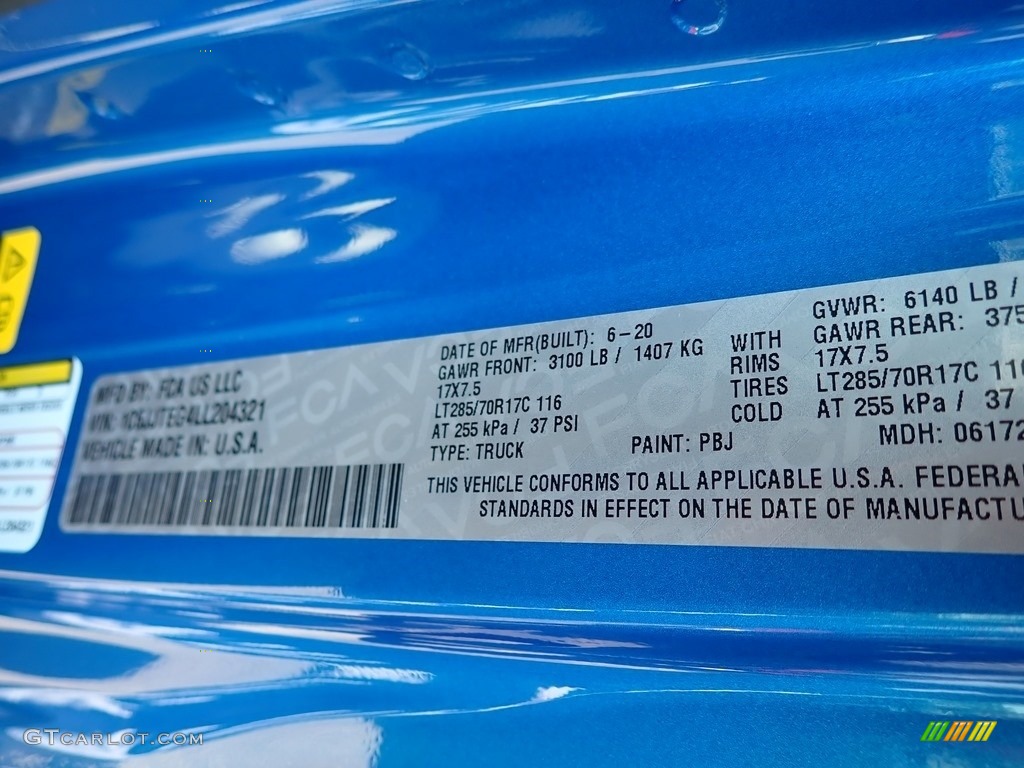 MFD BY: FCA US LLC
VIN: 1C6JJTEG4LL204321
VEHICLE MADE IN: U.S.A.
DATE OF MFR(BUILT): 6-20
GAWR FRONT: 3100 LB / 1407 KG
17X7.5
LT285/70R17C 116
AT 255 kPa / 37 PSI
TYPE: TRUCK
PAINT: PBJ
WITH
RIMS
TIRES
COLD
GVWR: 6140 LB /
GAWR REAR: 375
17X7.5
LT285/70R17C 116
AT 255 kPa / 37
MDH: 06172
THIS VEHICLE CONFORMS TO ALL APPLICABLE U.S.A. FEDERA
STANDARDS IN EFFECT ON THE DATE OF MANUFACTU
GTCARLOT.COM